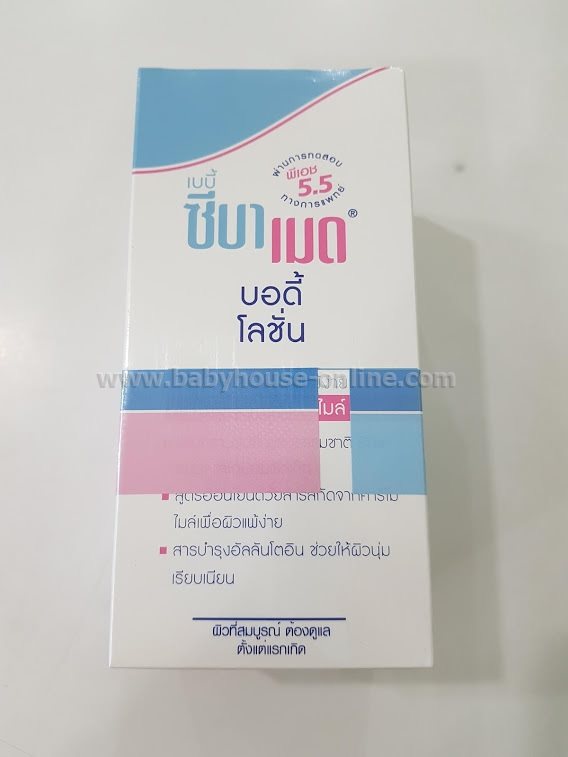 ผ่านการทดสอบ
พีเอช
5.5
ทางการแพทย์
เบบี้
ซีบาเมด®
บอดี้
โลชั่น
www.babyhouse-online.com
ไมล์
สูตรอ่อนโยนด้วยสารสกัดจากคาโม
ไมล์เพื่อผิวแพ้ง่าย
สารบำรุงอัลลันโตอิน ช่วยให้ผิวนุ่ม
เรียบเนียน
ผิวที่สมบูรณ์ ต้องดูแล
ตั้งแต่แรกเกิด